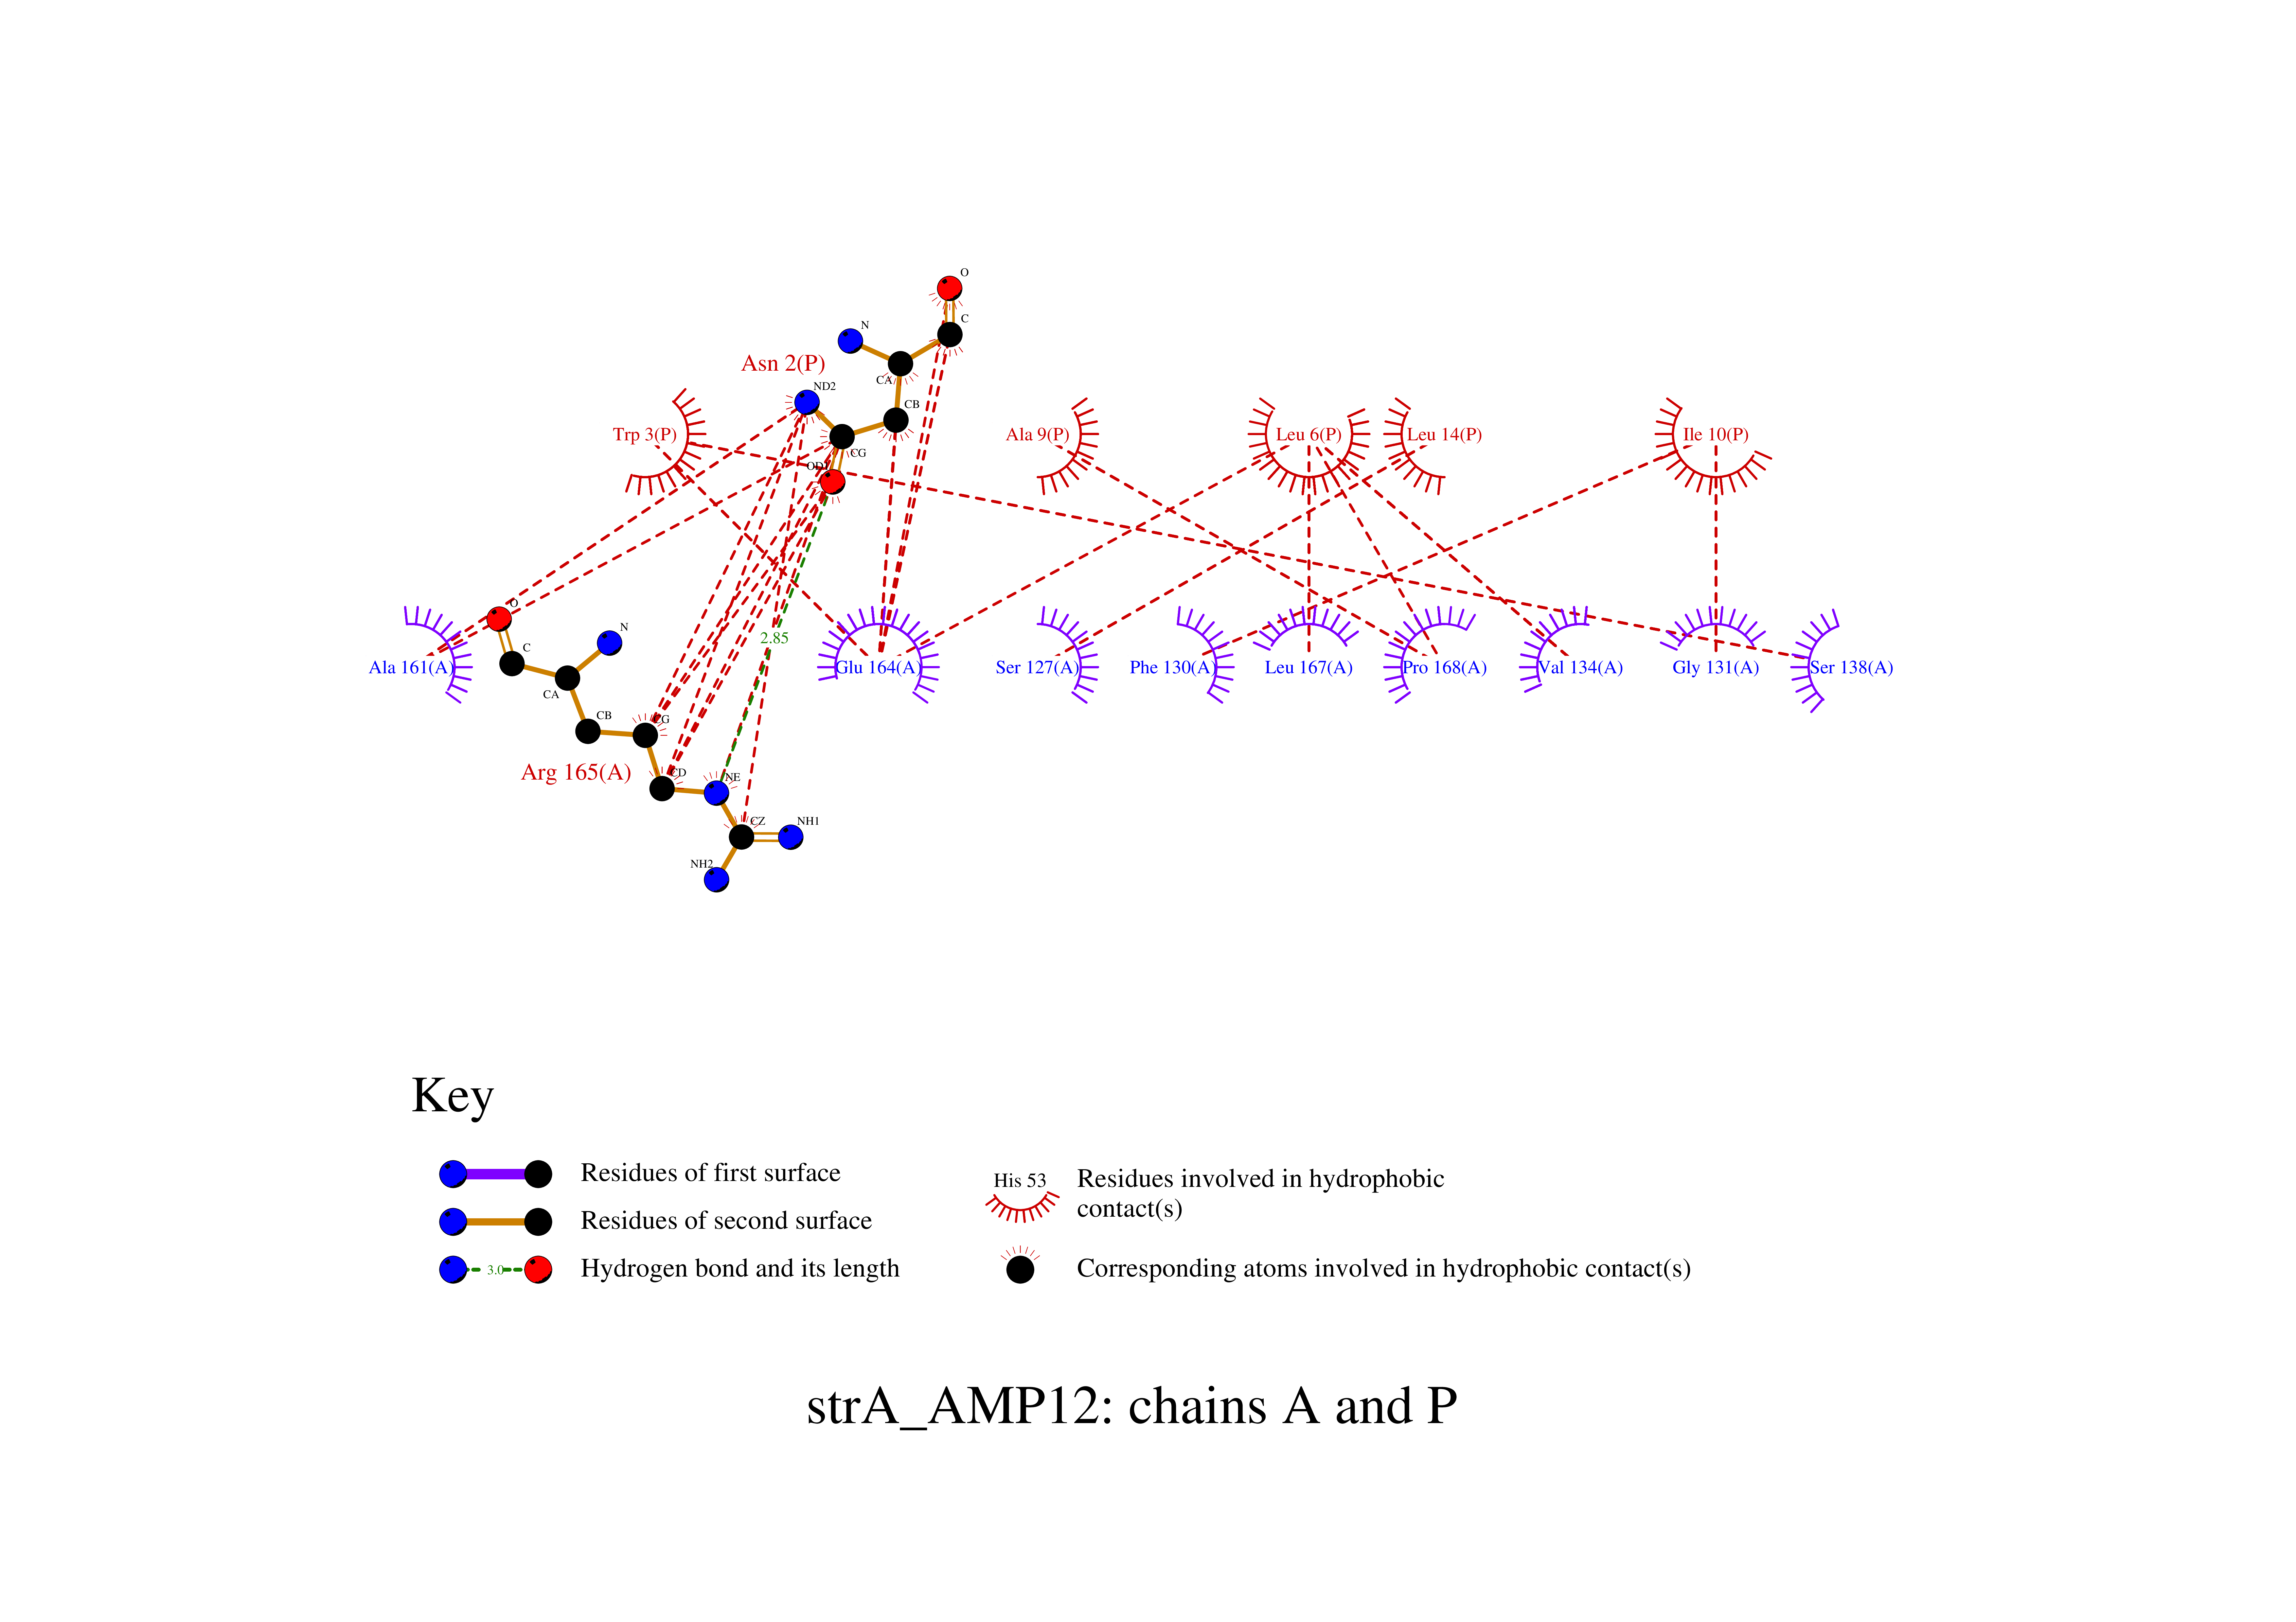 O
C
N
Asn 2(P)
CA
ND2
CB
Trp 3(P)
CG
OD1
Ala 9(P)
Leu 6(P)
Leu 14(P)
Ile 10(P)
O
N
2.85
C
Ala 161(A)
Glu 164(A)
Ser 127(A)
Phe 130(A)
Leu 167(A)
Pro 168(A)
Val 134(A)
Gly 131(A)
Ser 138(A)
CA
CB
CG
Arg 165(A)
CD
NE
CZ
NH1
NH2
Key
Residues of first surface
Residues of second surface
3.0
Hydrogen bond and its length
His 53
Residues involved in hydrophobic
contact(s)
Corresponding atoms involved in hydrophobic contact(s)
strA_AMP12: chains A and P